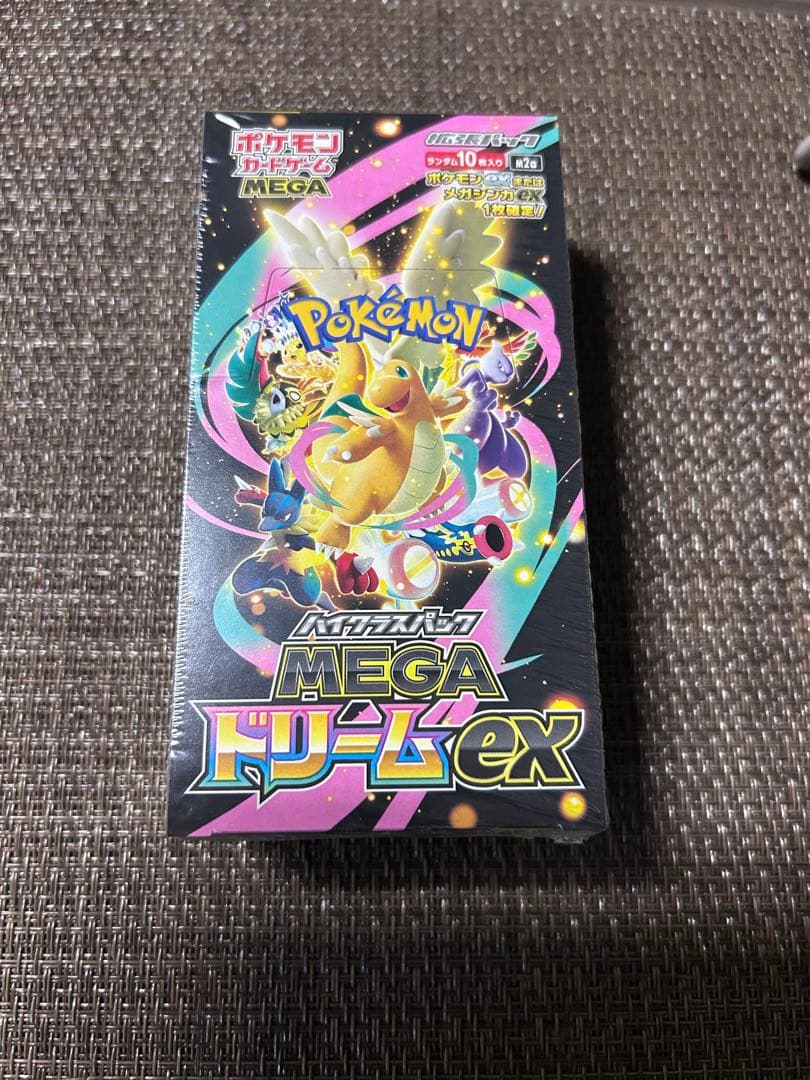 ポケモン
カードゲーム
MEGA
拡張パック
ランダム10枚入り
M2a
ポケモンexまたは
メガシンカex
1枚確定!
POKéMON
ハイクラスパック
MEGA
ドリームex